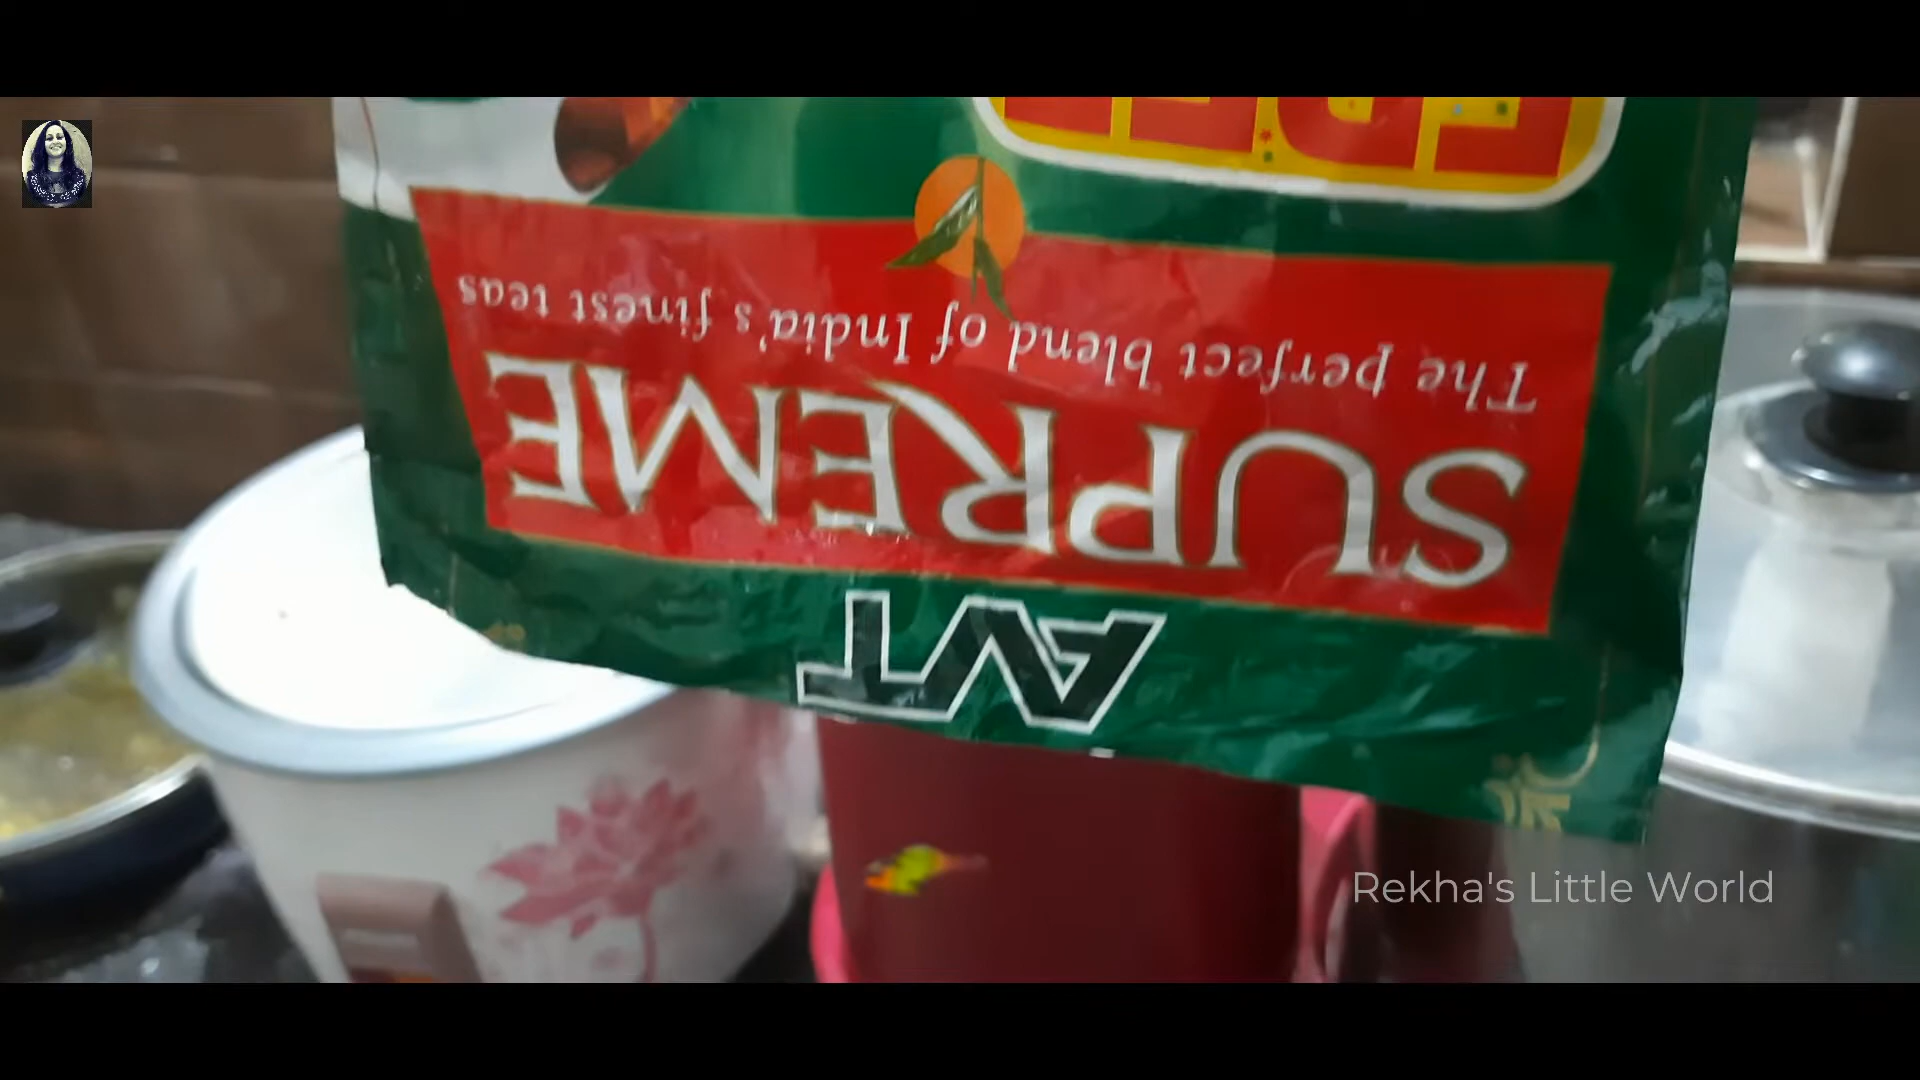 AVT
SUPREME
The perfect blend of India's finest teas
Rekha's Little World